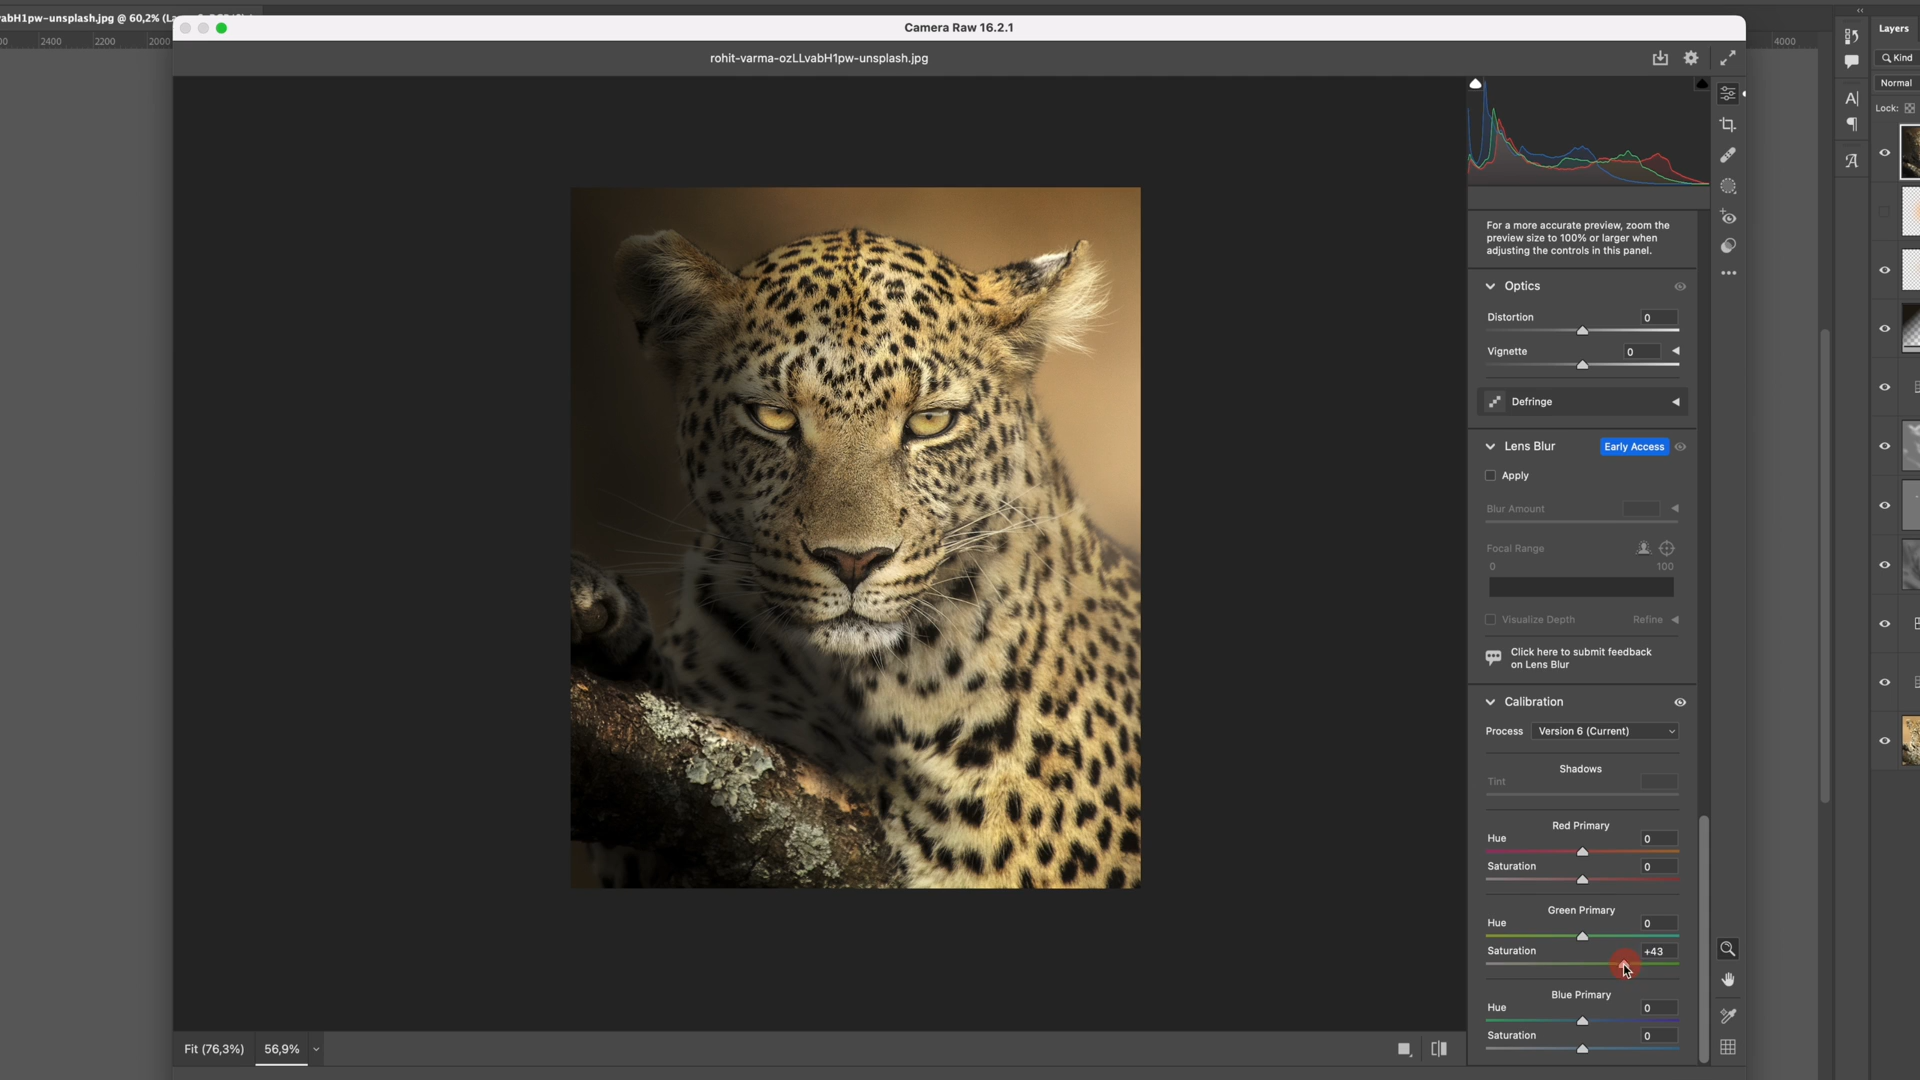 abH1pw-unsplash.jpg @ 60,2% (L
Camera Raw 16.2.1
rohit-varma-ozLLvabH1pw-unsplash.jpg
2400
2200
2000
4000
Layers
Kind
Normal
Lock:
For a more accurate preview, zoom the
preview size to 100% or larger when
adjusting the controls in this panel.
Optics
Distortion 0
Vignette 0
Defringe
Lens Blur Early Access
Apply
Blur Amount
Focal Range
0 100
Visualize Depth Refine
Click here to submit feedback
on Lens Blur
Calibration
Process Version 6 (Current)
Shadows
Tint
Red Primary
Hue 0
Saturation 0
Green Primary
Hue 0
Saturation +43
Blue Primary
Hue 0
Saturation 0
Fit (76,3%) 56,9%